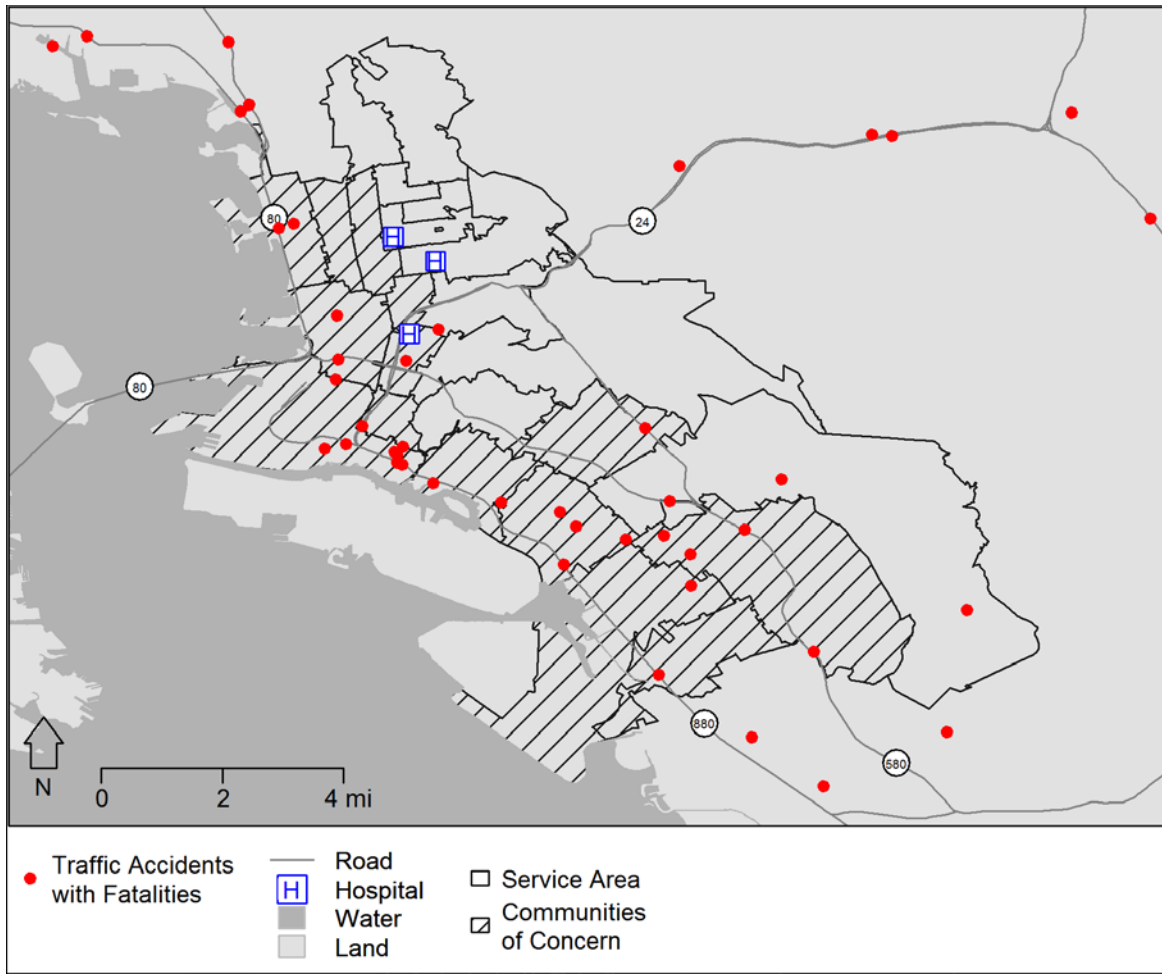 80
24
H
H
H
80
880
580
N
0 2 4 mi
Traffic Accidents
with Fatalities
Road
H Hospital
Water
Land
Service Area
Communities
of Concern